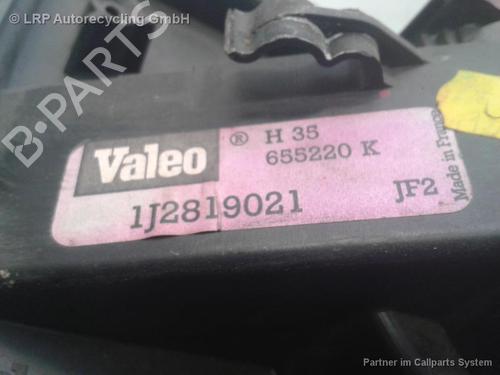 © LRP Autorecycling GmbH
B-PARTS
Valeo
® H 35
655220 K
1J2819021
JF2
Made in France
Partner im Callparts System